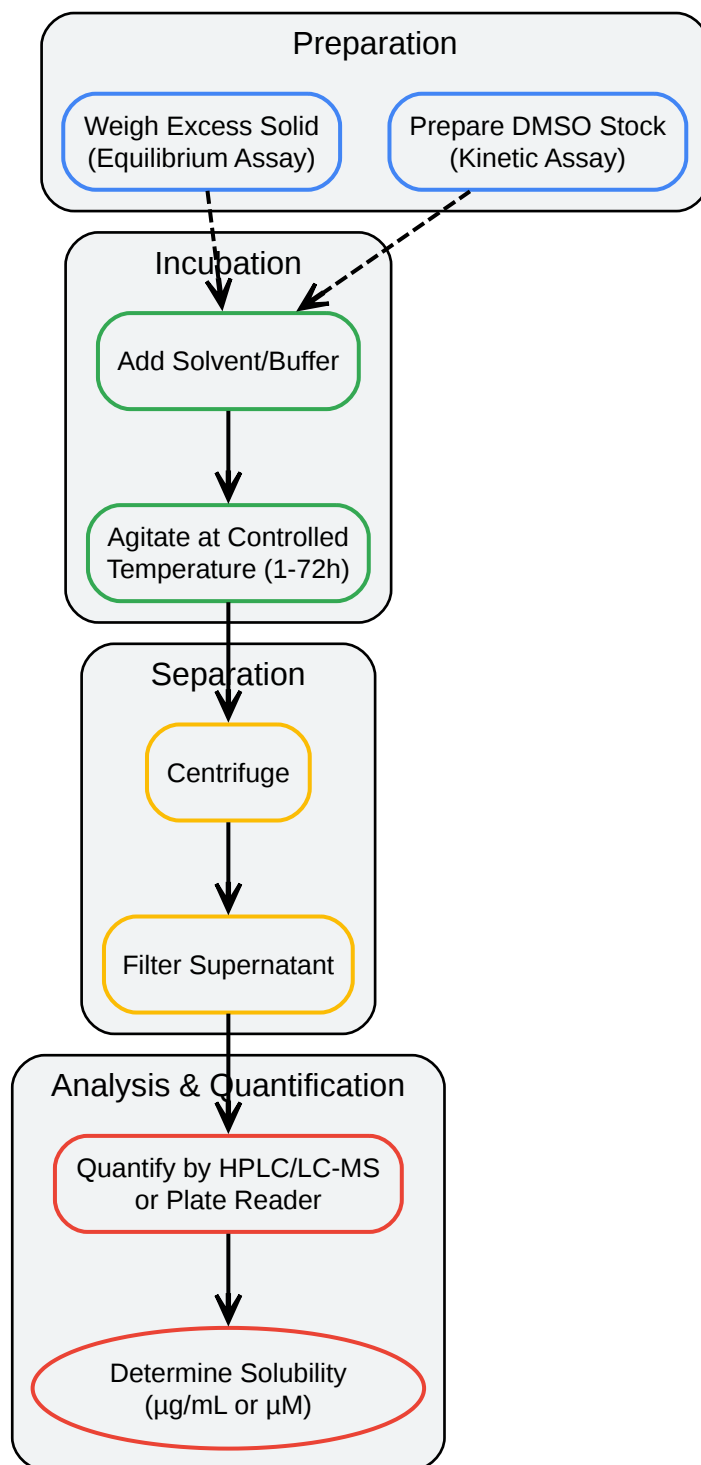 Preparation
Weigh Excess Solid
(Equilibrium Assay)
Prepare DMSO Stock
(Kinetic Assay)
Incubation
Add Solvent/Buffer
Agitate at Controlled
Temperature (1-72h)
Separation
Centrifuge
Filter Supernatant
Analysis & Quantification
Quantify by HPLC/LC-MS
or Plate Reader
Determine Solubility
(µg/mL or µM)